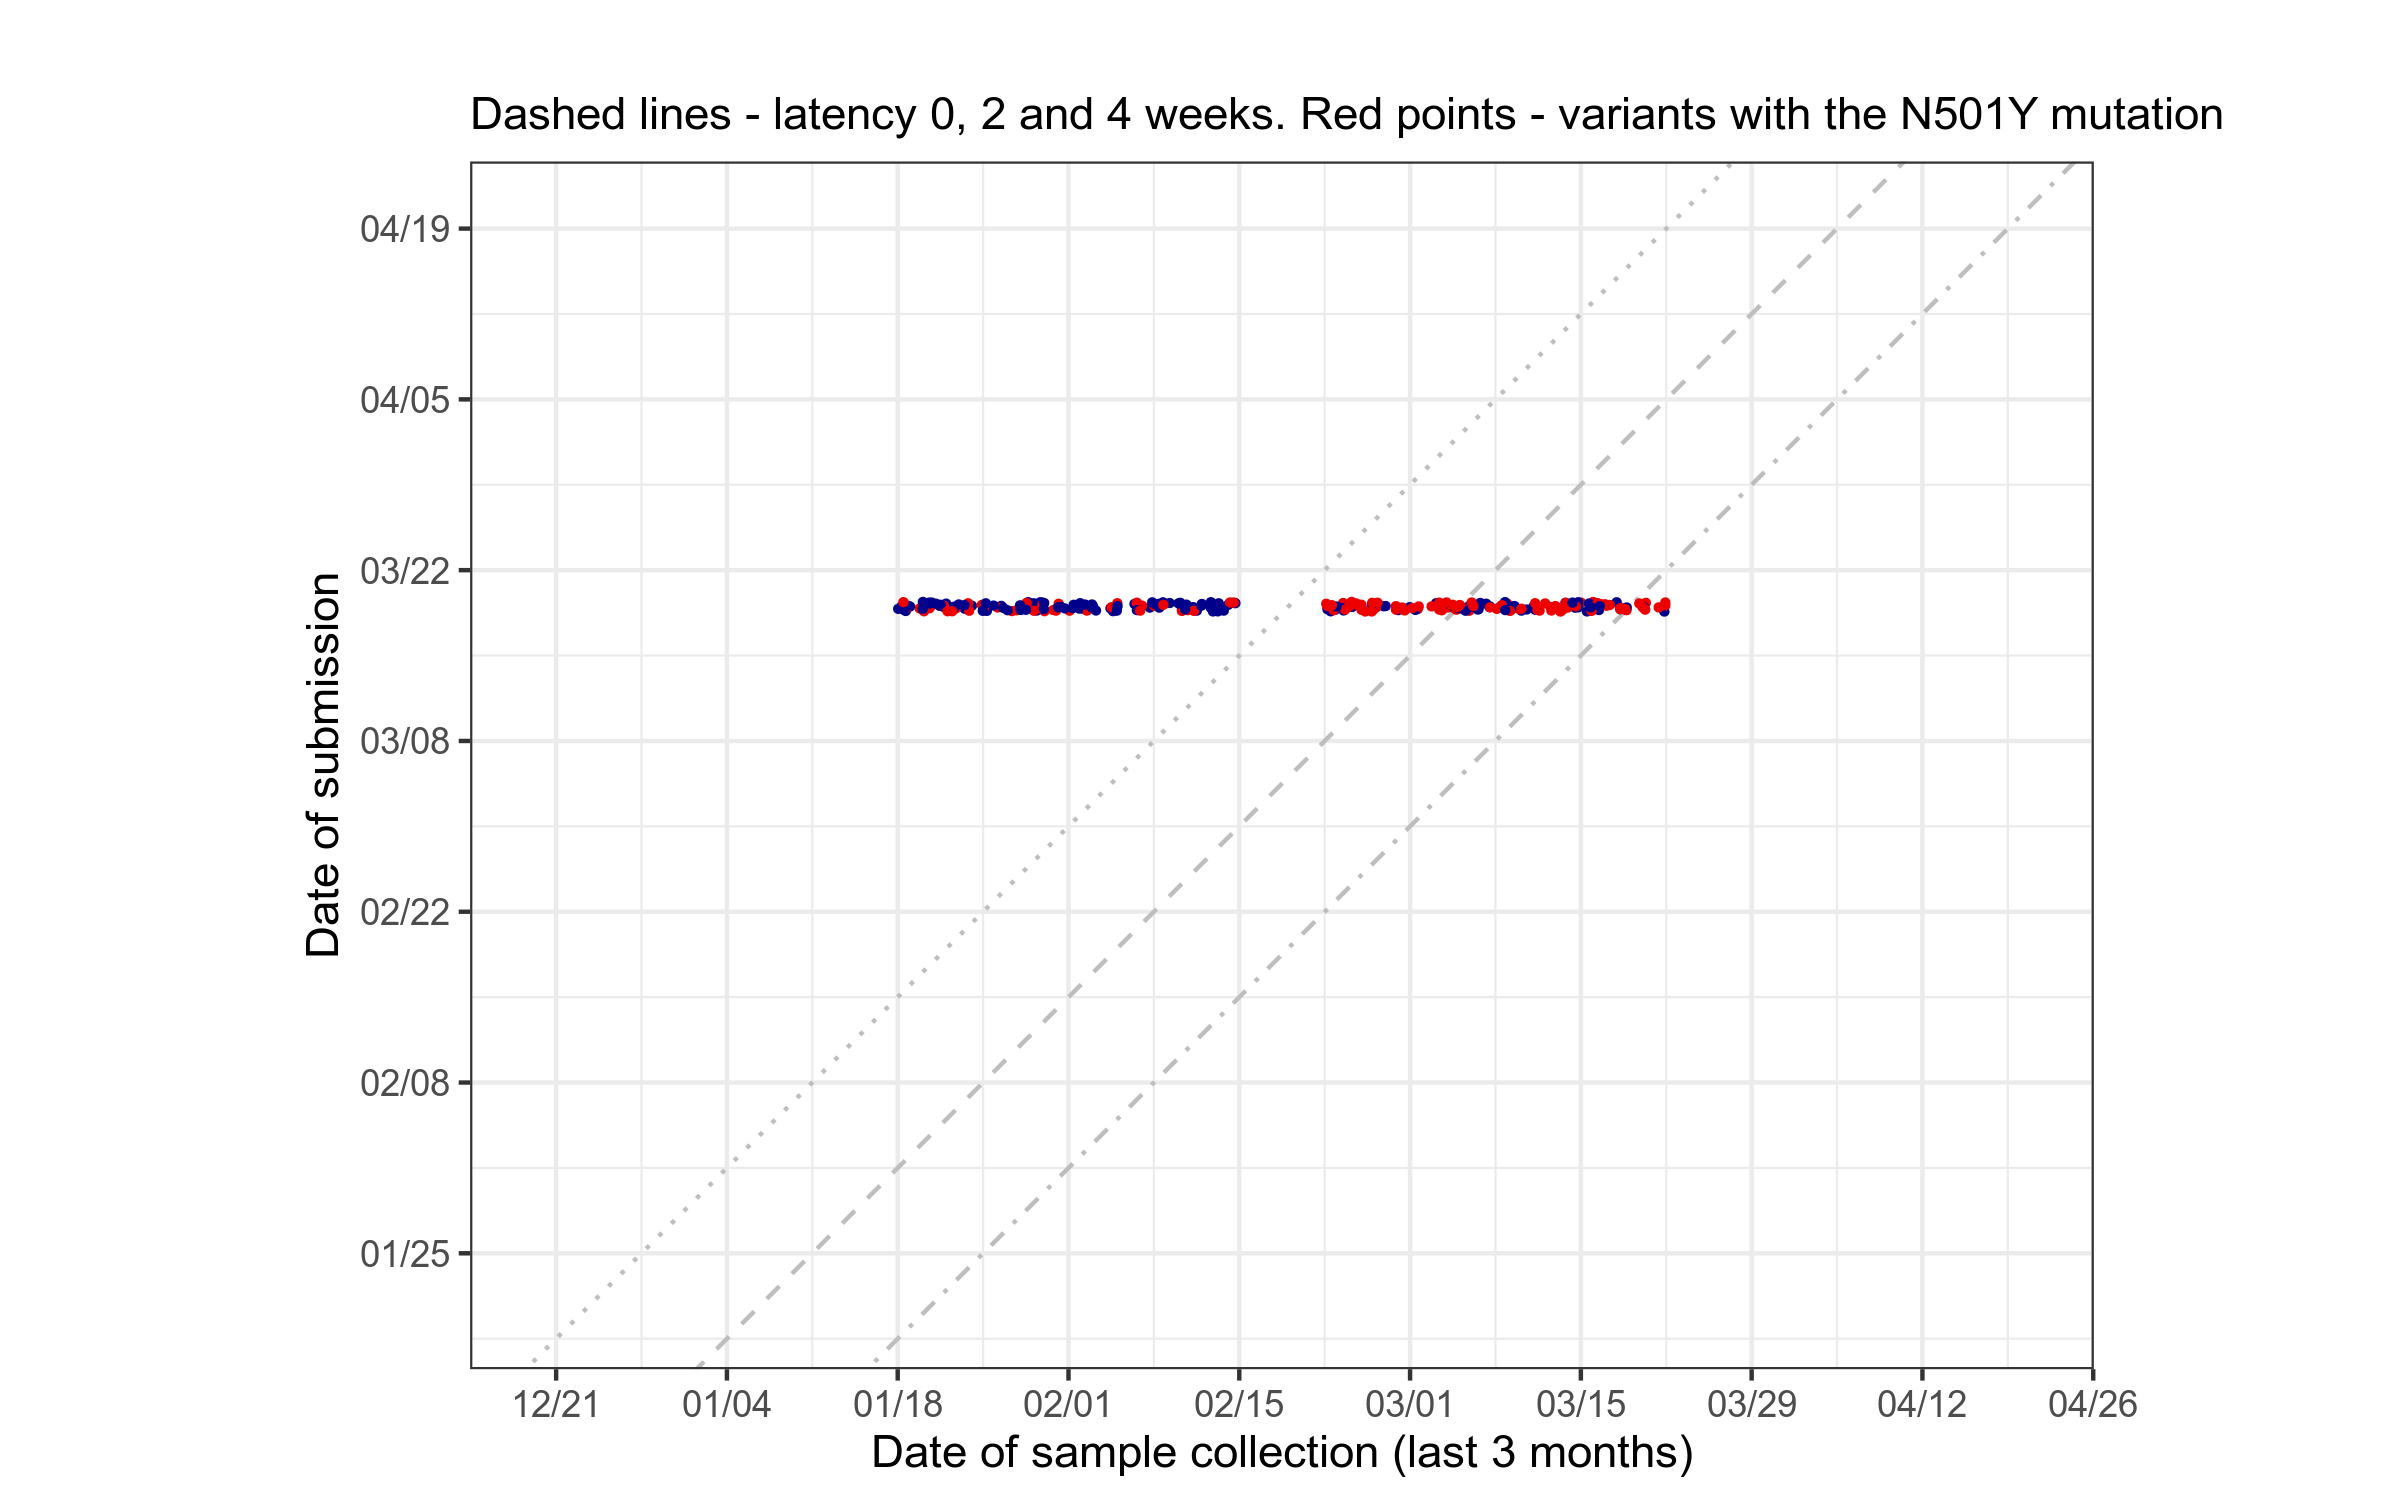 Dashed lines - latency 0, 2 and 4 weeks. Red points - variants with the N501Y mutation
Date of submission
04/19
04/05
03/22
03/08
02/22
02/08
01/25
12/21 01/04 01/18 02/01 02/15 03/01 03/15 03/29 04/12 04/26
Date of sample collection (last 3 months)